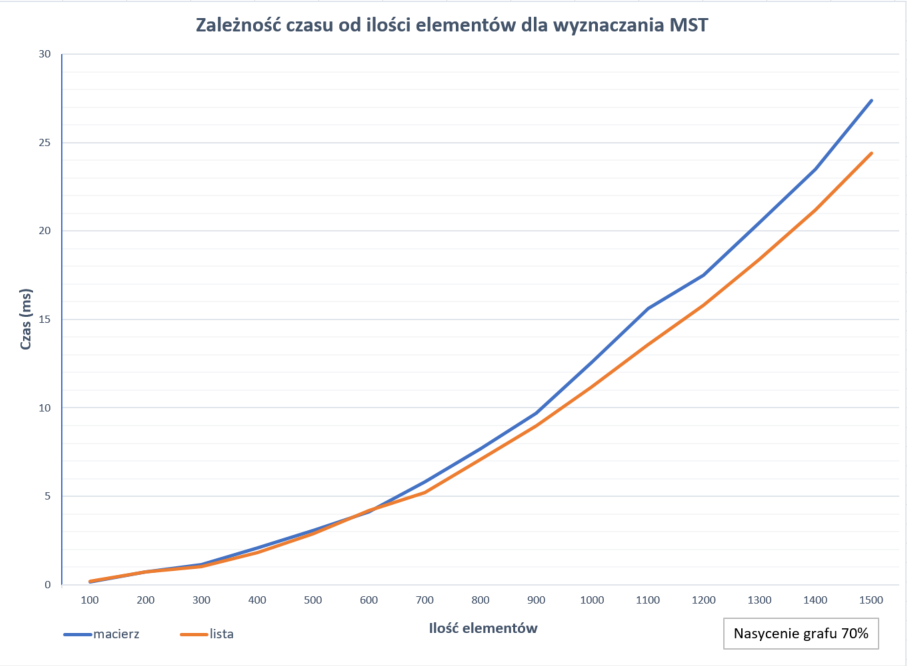 Zależność czasu od ilości elementów dla wyznaczania MST
30
25
20
15
10
5
0
Czas (ms)
100 200 300 400 500 600 700 800 900 1000 1100 1200 1300 1400 1500
Ilość elementów
macierz lista
Nasycenie grafu 70%